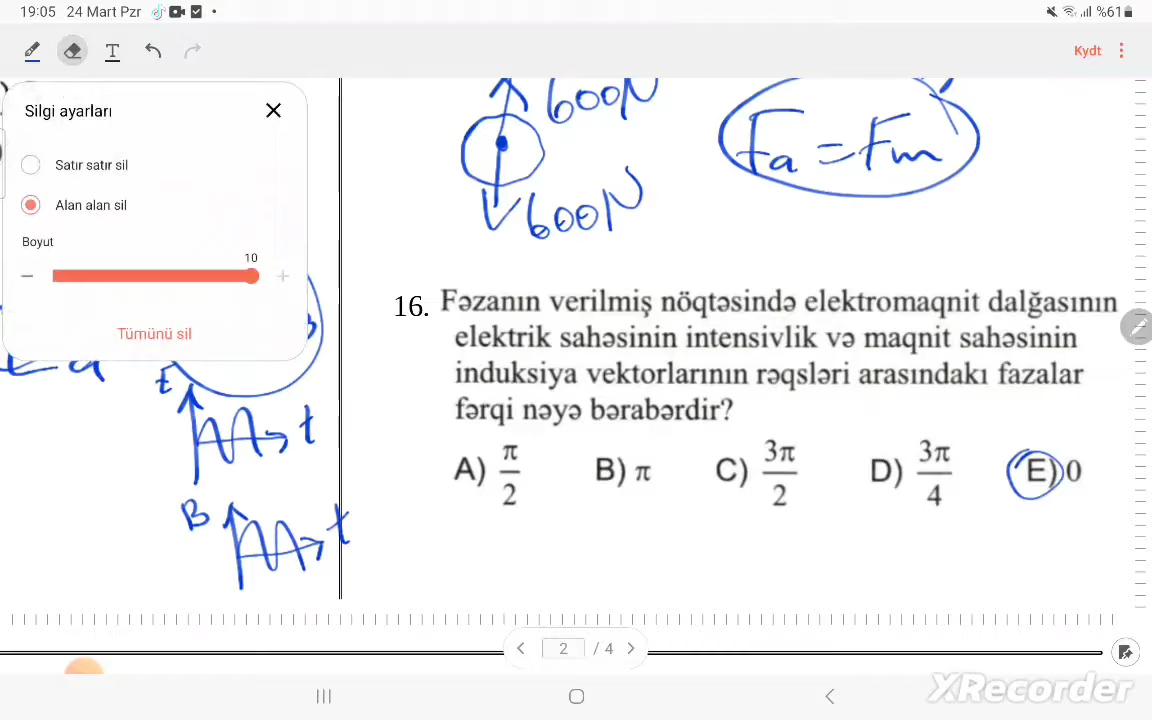 19:05 24 Mart Pzr • %61
Kydt
Silgi ayarları
Satır satır sil
Alan alan sil
Boyut
10
− +
Tümünü sil
600N
600N
Fa = Fm
E t
B t
16. Fəzanın verilmiş nöqtəsində elektromaqnit dalğasının
elektrik sahəsinin intensivlik və maqnit sahəsinin
induksiya vektorlarının rəqsləri arasındakı fazalar
fərqi nəyə bərabərdir?
A) π/2 B) π C) 3π/2 D) 3π/4 E) 0
2 / 4
XRecorder